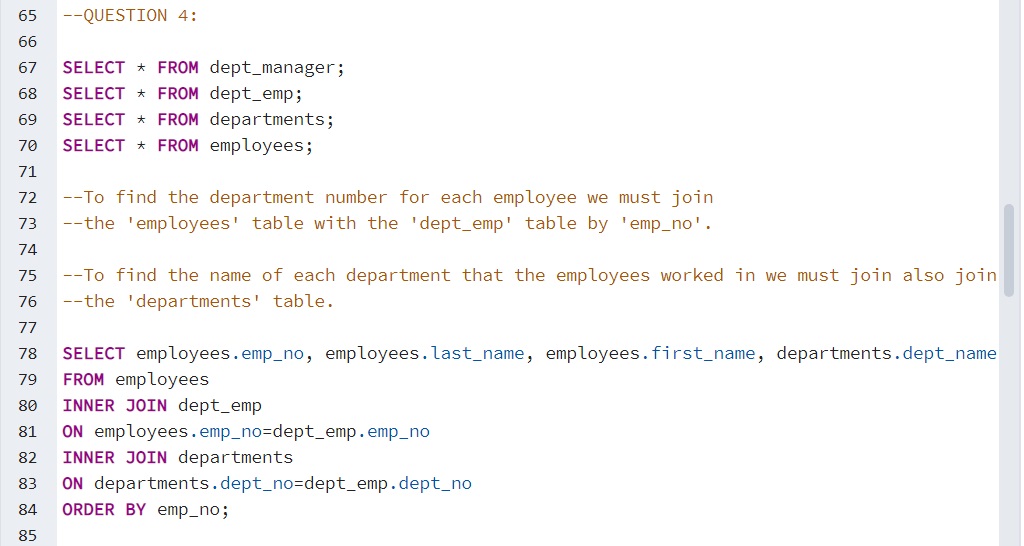 65 --QUESTION 4:
66
67 SELECT * FROM dept_manager;
68 SELECT * FROM dept_emp;
69 SELECT * FROM departments;
70 SELECT * FROM employees;
71
72 --To find the department number for each employee we must join
73 --the 'employees' table with the 'dept_emp' table by 'emp_no'.
74
75 --To find the name of each department that the employees worked in we must join also join
76 --the 'departments' table.
77
78 SELECT employees.emp_no, employees.last_name, employees.first_name, departments.dept_name
79 FROM employees
80 INNER JOIN dept_emp
81 ON employees.emp_no=dept_emp.emp_no
82 INNER JOIN departments
83 ON departments.dept_no=dept_emp.dept_no
84 ORDER BY emp_no;
85